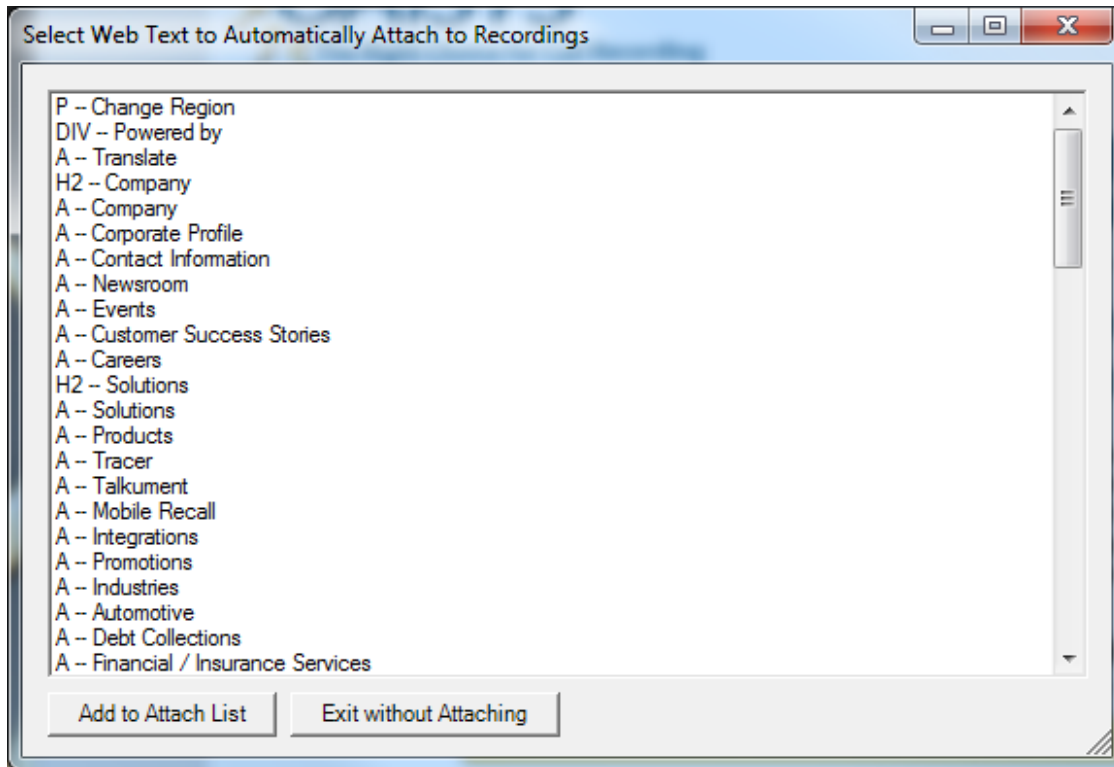 Select Web Text to Automatically Attach to Recordings
P -- Change Region
DIV -- Powered by
A -- Translate
H2 -- Company
A -- Company
A -- Corporate Profile
A -- Contact Information
A -- Newsroom
A -- Events
A -- Customer Success Stories
A -- Careers
H2 -- Solutions
A -- Solutions
A -- Products
A -- Tracer
A -- Talkument
A -- Mobile Recall
A -- Integrations
A -- Promotions
A -- Industries
A -- Automotive
A -- Debt Collections
A -- Financial / Insurance Services
Add to Attach List
Exit without Attaching